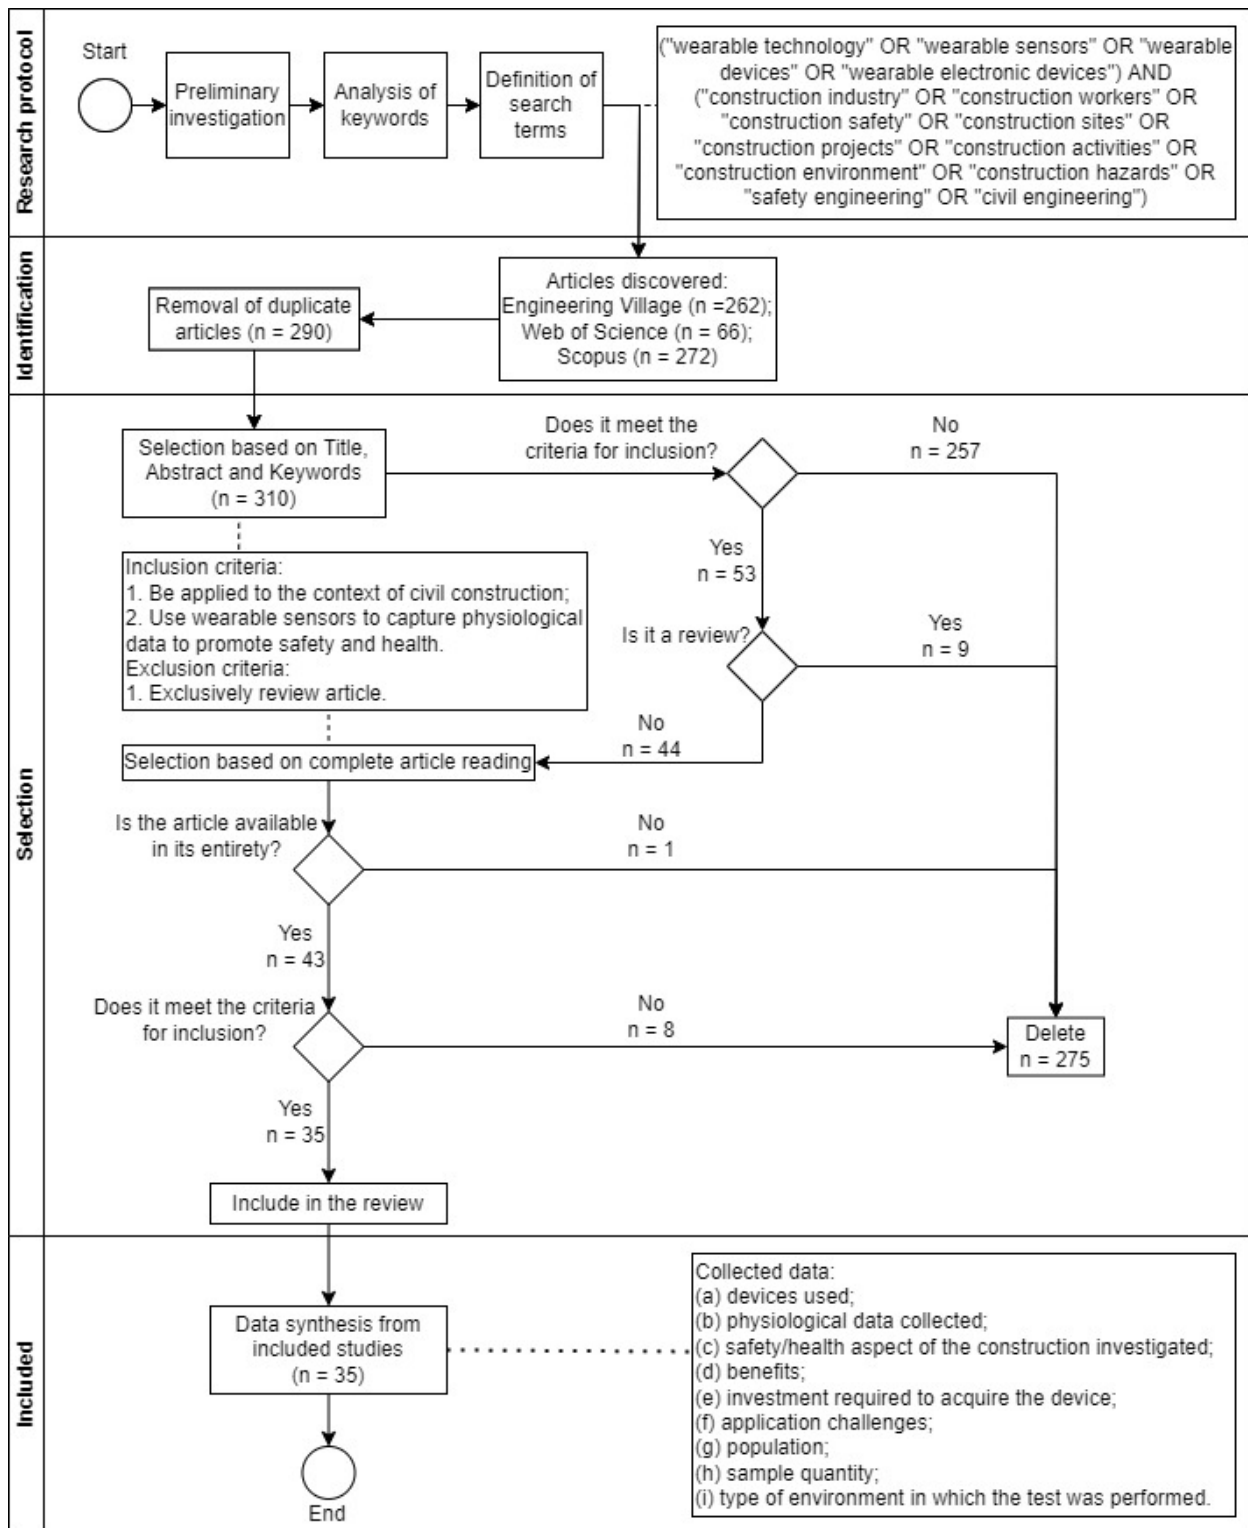 Research protocol
Start
Preliminary
investigation
Analysis of
keywords
Definition of
search
terms
("wearable technology" OR "wearable sensors" OR "wearable
devices" OR "wearable electronic devices") AND
("construction industry" OR "construction workers" OR
"construction safety" OR "construction sites" OR
"construction projects" OR "construction activities" OR
"construction environment" OR "construction hazards" OR
"safety engineering" OR "civil engineering")
Identification
Articles discovered:
Engineering Village (n =262);
Web of Science (n = 66);
Scopus (n = 272)
Removal of duplicate
articles (n = 290)
Selection
Selection based on Title,
Abstract and Keywords
(n = 310)
Does it meet the
criteria for inclusion?
No
n = 257
Inclusion criteria:
1. Be applied to the context of civil construction;
2. Use wearable sensors to capture physiological
data to promote safety and health.
Exclusion criteria:
1. Exclusively review article.
Yes
n = 53
Is it a review?
Yes
n = 9
No
n = 44
Selection based on complete article reading
Is the article available
in its entirety?
No
n = 1
Yes
n = 43
Does it meet the criteria
for inclusion?
No
n = 8
Delete
n = 275
Yes
n = 35
Include in the review
Included
Data synthesis from
included studies
(n = 35)
Collected data:
(a) devices used;
(b) physiological data collected;
(c) safety/health aspect of the construction investigated;
(d) benefits;
(e) investment required to acquire the device;
(f) application challenges;
(g) population;
(h) sample quantity;
(i) type of environment in which the test was performed.
End